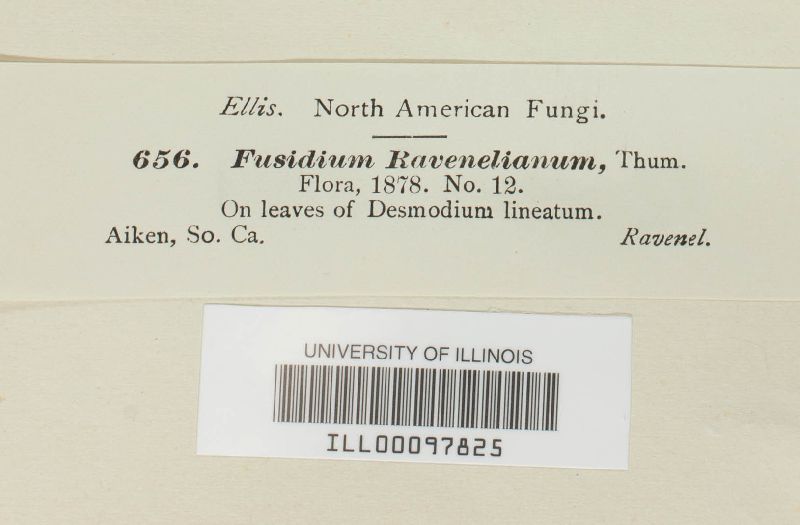 Ellis. North American Fungi.
656. Fusidium Ravenelianum, Thum.
Flora, 1878. No. 12.
On leaves of Desmodium lineatum.
Aiken, So. Ca. Ravenel.
UNIVERSITY OF ILLINOIS
ILL00097825